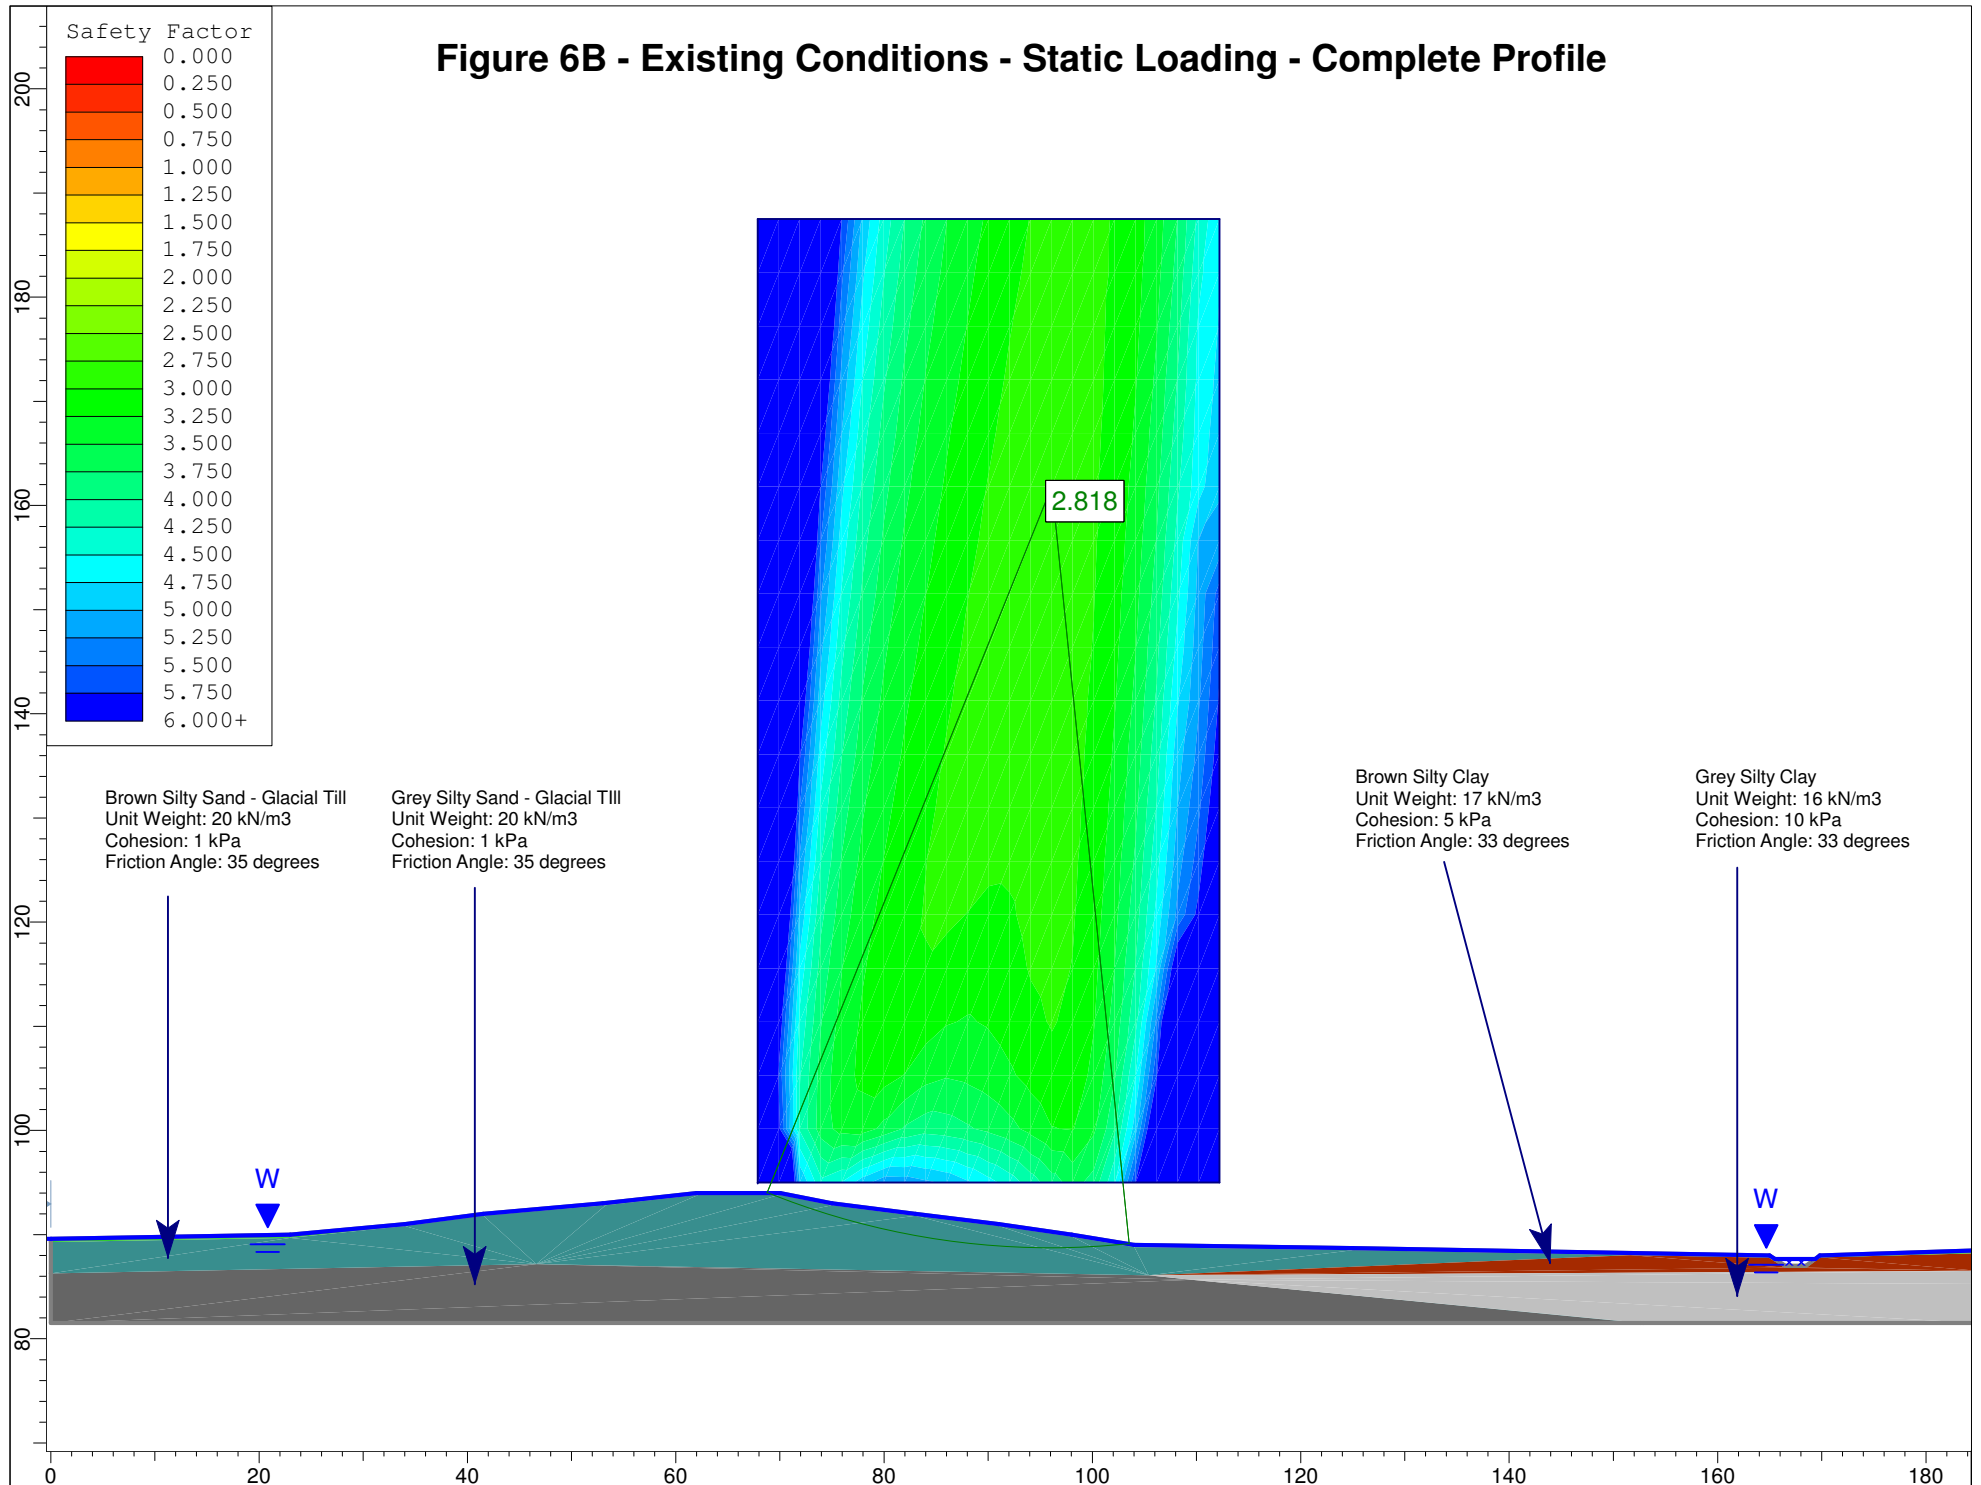 Safety Factor
0.000
0.250
0.500
0.750
1.000
1.250
1.500
1.750
2.000
2.250
2.500
2.750
3.000
3.250
3.500
3.750
4.000
4.250
4.500
4.750
5.000
5.250
5.500
5.750
6.000+
Figure 6B - Existing Conditions - Static Loading - Complete Profile
200
180
160
140
120
100
80
2.818
Brown Silty Sand - Glacial Till
Unit Weight: 20 kN/m3
Cohesion: 1 kPa
Friction Angle: 35 degrees
Grey Silty Sand - Glacial TIll
Unit Weight: 20 kN/m3
Cohesion: 1 kPa
Friction Angle: 35 degrees
Brown Silty Clay
Unit Weight: 17 kN/m3
Cohesion: 5 kPa
Friction Angle: 33 degrees
Grey Silty Clay
Unit Weight: 16 kN/m3
Cohesion: 10 kPa
Friction Angle: 33 degrees
W
W
0 20 40 60 80 100 120 140 160 180